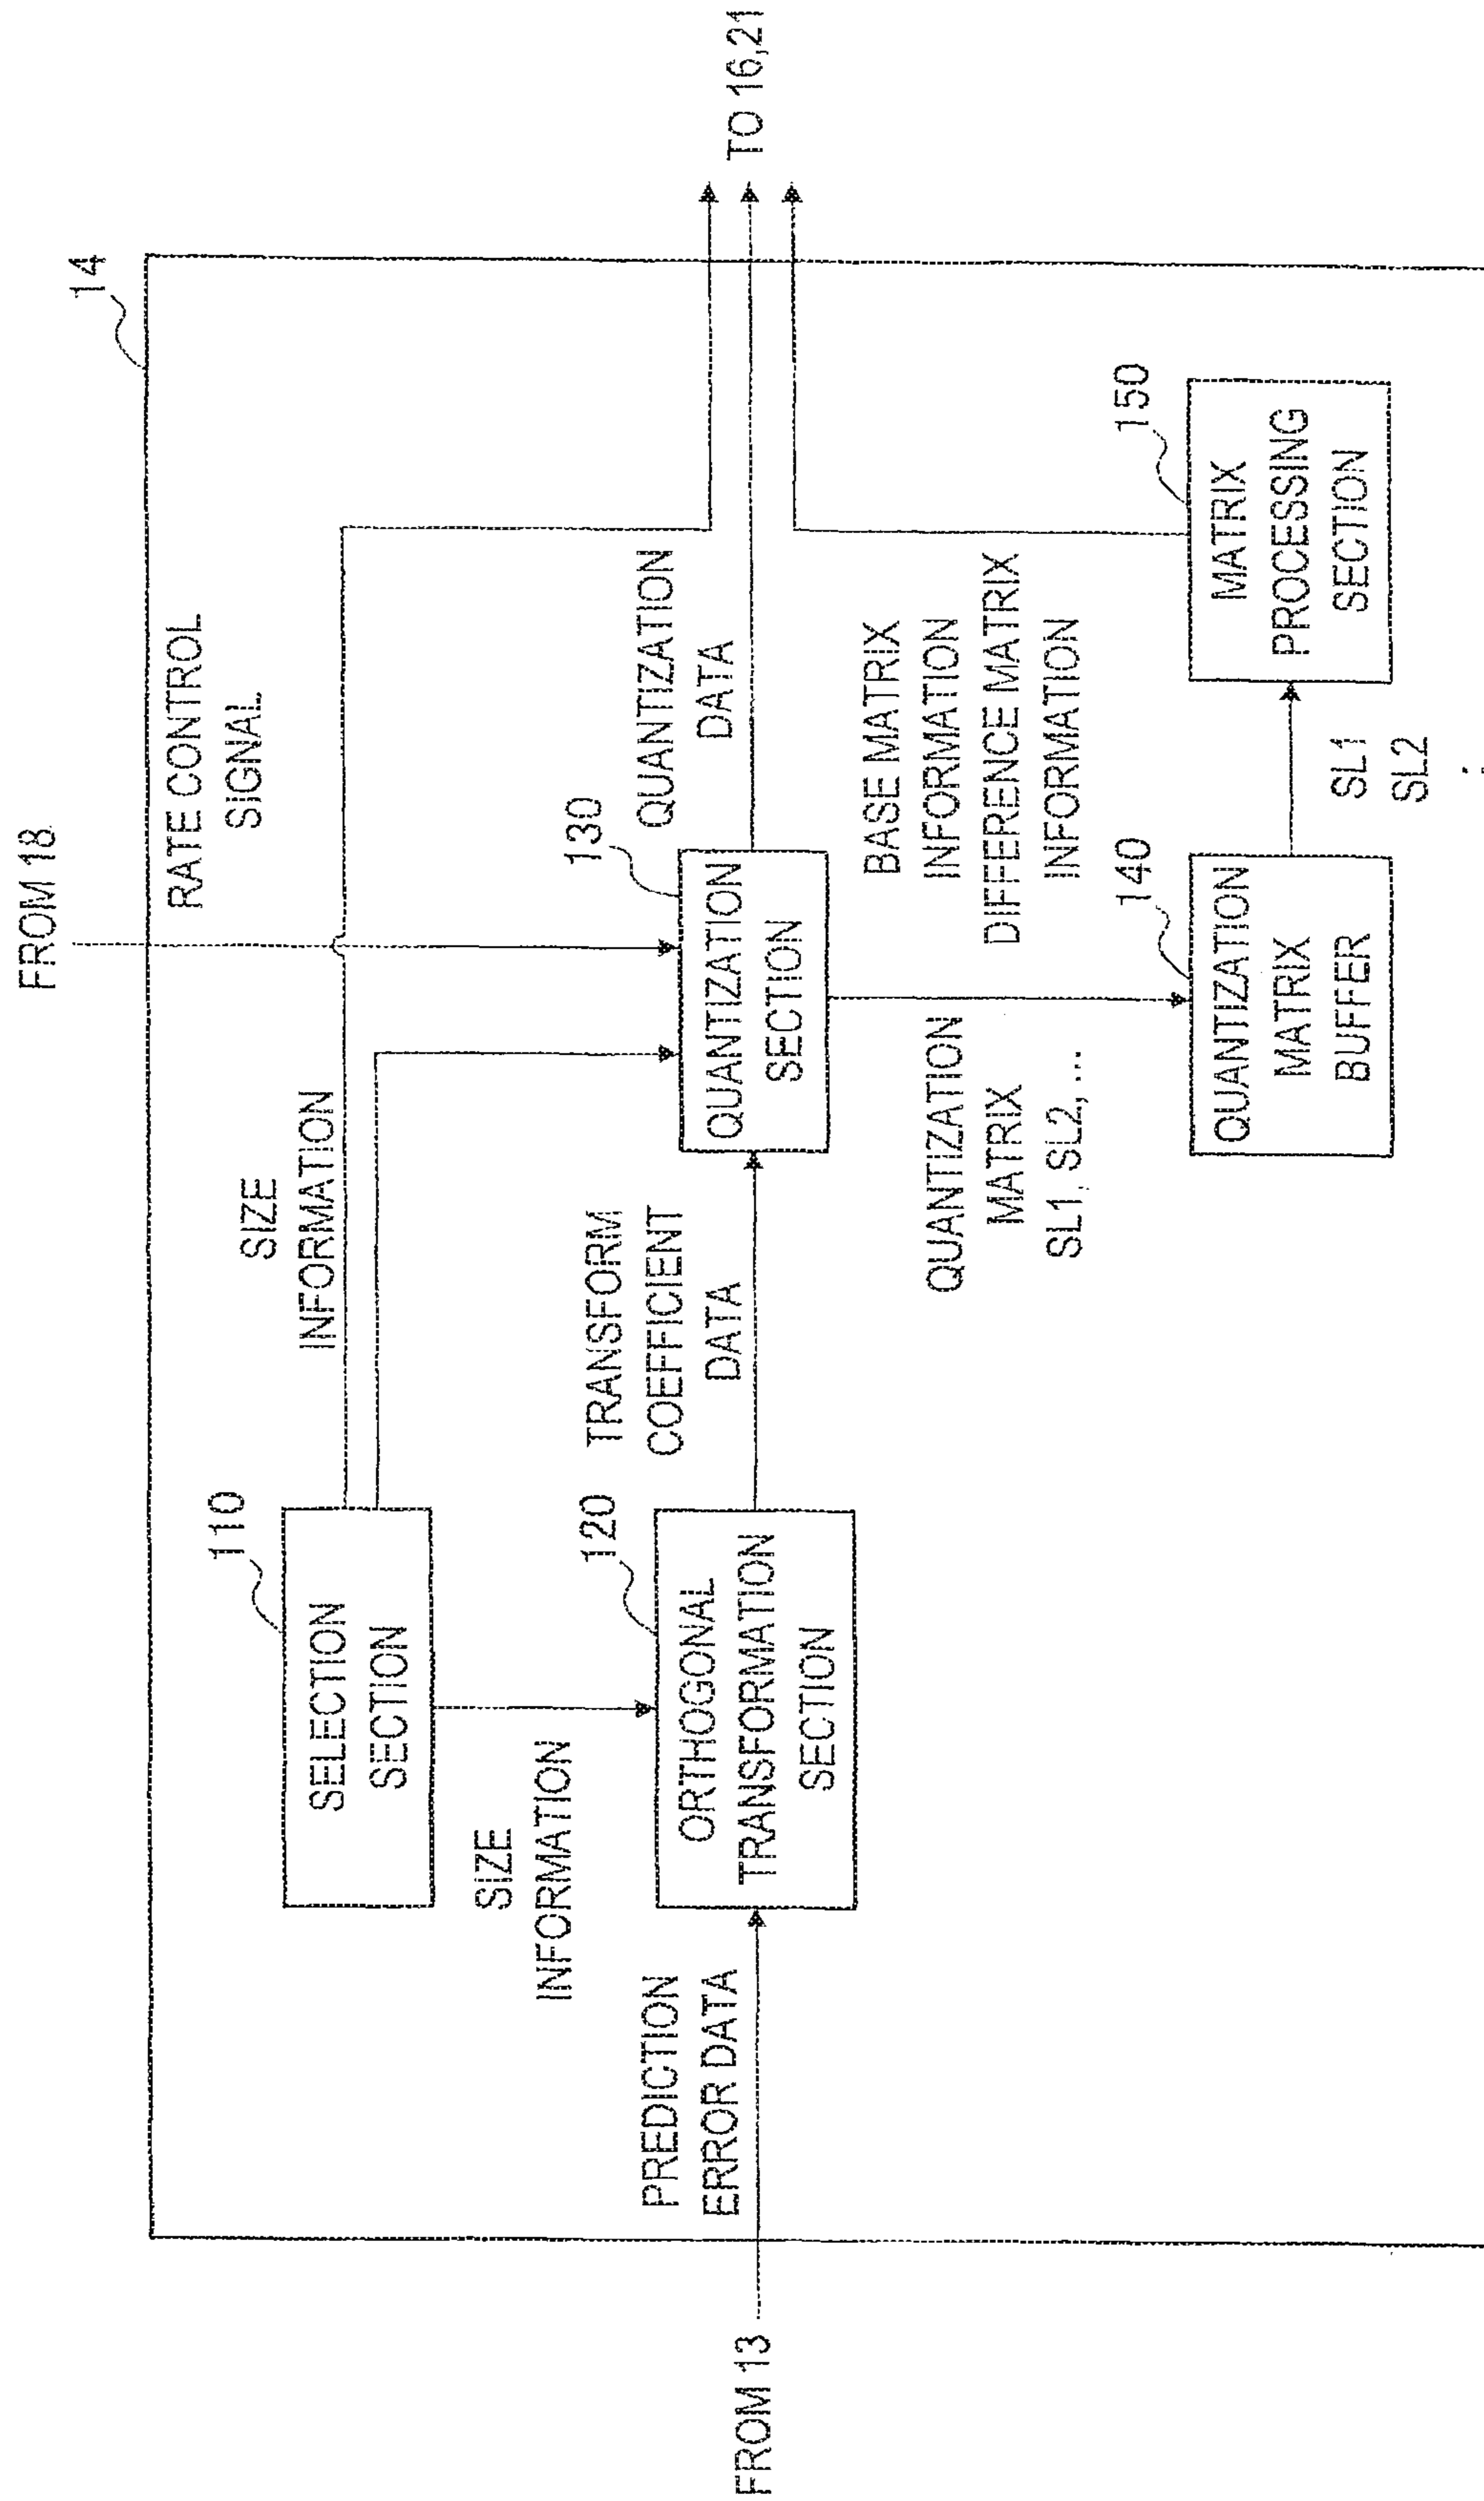 FROM 18
14
RATE CONTROL
SIGNAL
SIZE
INFORMATION
110
SELECTION
SECTION
SIZE
INFORMATION
FROM 13
PREDICTION
ERROR DATA
120
ORTHOGONAL
TRANSFORMATION
SECTION
TRANSFORM
COEFFICIENT
DATA
130
QUANTIZATION
SECTION
QUANTIZATION
DATA
TO 16,21
QUANTIZATION
MATRIX
SL1, SL2, ...
BASE MATRIX
INFORMATION
DIFFERENCE MATRIX
INFORMATION
140
QUANTIZATION
MATRIX
BUFFER
SL1
SL2
150
MATRIX
PROCESSING
SECTION